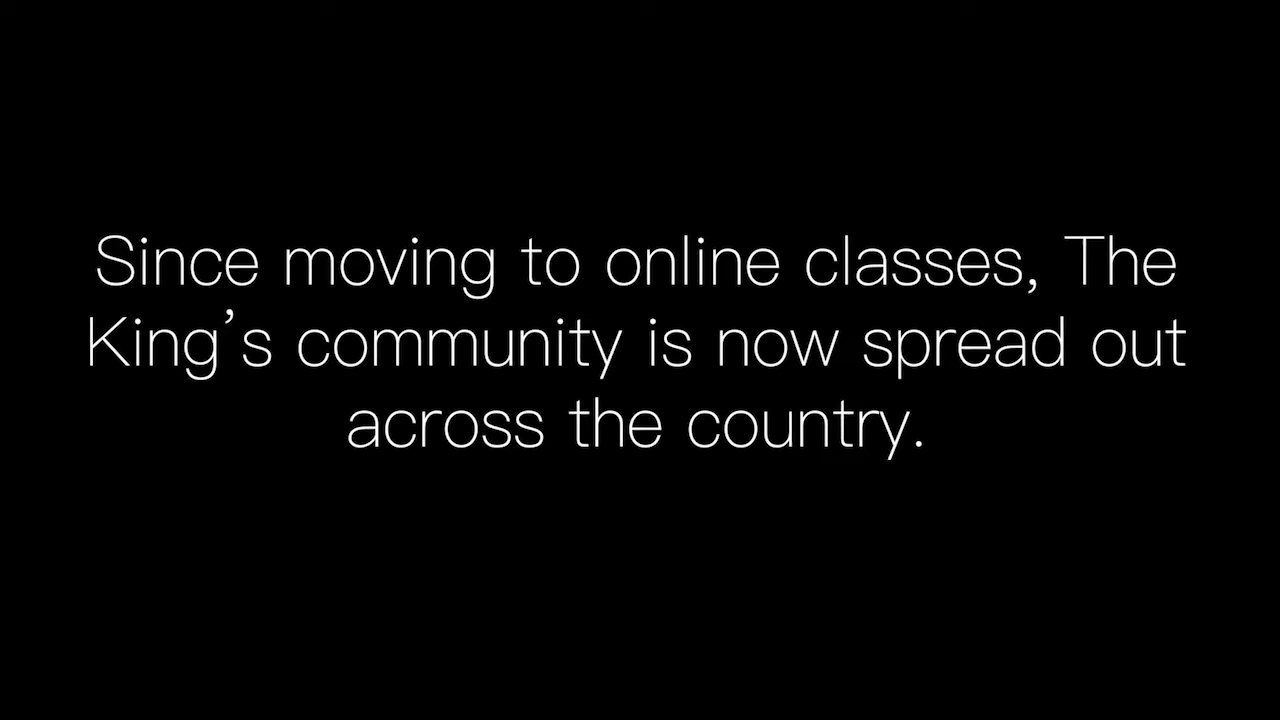 Since moving to online classes, The
King’s community is now spread out
across the country.